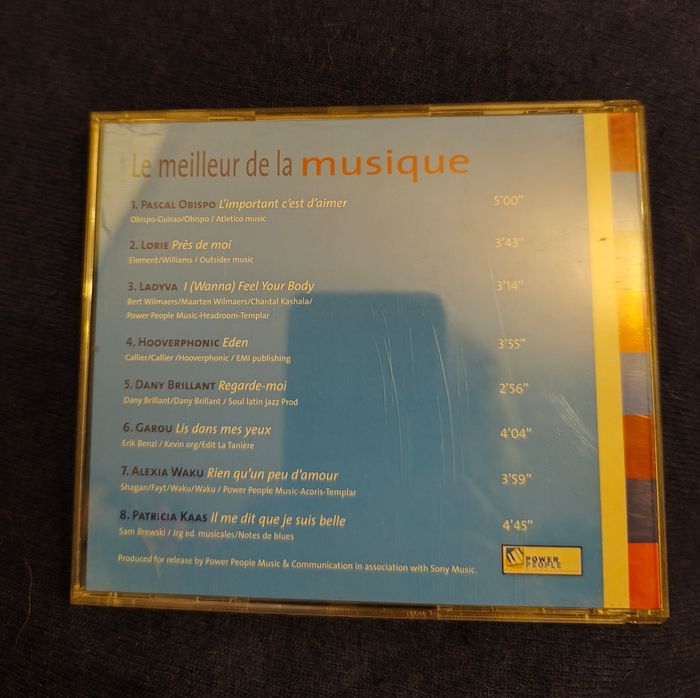 Le meilleur de la musique
1. PASCAL OBISPO L'important c'est d'aimer 5'00"
Obispo-Guirao/Obispo / Atletico music
2. LORIE Près de moi 3'43"
Element/Williams / Outsider music
3. LADYVA I (Wanna) Feel Your Body 3'14"
Bert Wilmaers/Maarten Wilmaers/Chantal Kashala/
Power People Music-Headroom-Templar
4. HOOVERPHONIC Eden 3'55"
Callier/Callier /Hooverphonic / EMI publishing
5. DANY BRILLANT Regarde-moi 2'56"
Dany Brillant/Dany Brillant / Soul latin jazz Prod
6. GAROU Lis dans mes yeux 4'04"
Erik Benzi / Kevin org/Edit La Tanière
7. ALEXIA WAKU Rien qu'un peu d'amour 3'59"
Shagan/Fayt/Waku/Waku / Power People Music-Acoris-Templar
8. PATRICIA KAAS Il me dit que je suis belle 4'45"
Sam Brewski / Jrg ed. musicales/Notes de blues
POWER
PEOPLE
Produced for release by Power People Music & Communication in association with Sony Music.